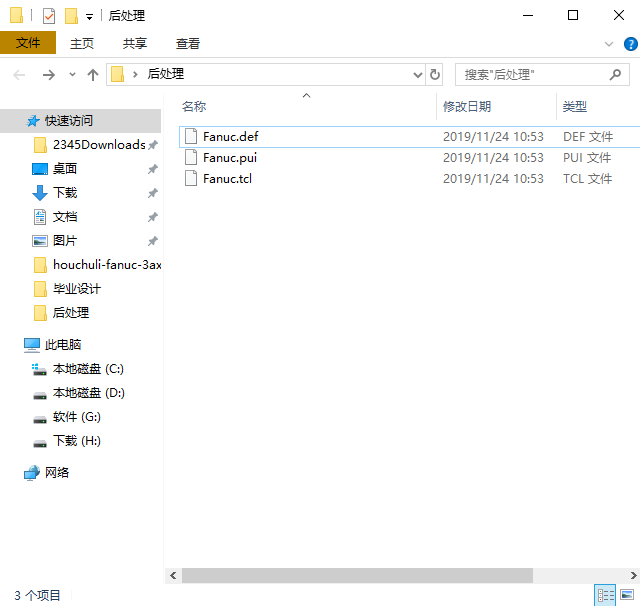 后处理
文件 主页 共享 查看
后处理 搜索"后处理"
名称 修改日期 类型
快速访问
2345Downloads
桌面
下载
文档
图片
houchuli-fanuc-3ax
毕业设计
后处理
此电脑
本地磁盘 (C:)
本地磁盘 (D:)
软件 (G:)
下载 (H:)
网络
Fanuc.def 2019/11/24 10:53 DEF 文件
Fanuc.pui 2019/11/24 10:53 PUI 文件
Fanuc.tcl 2019/11/24 10:53 TCL 文件
3 个项目